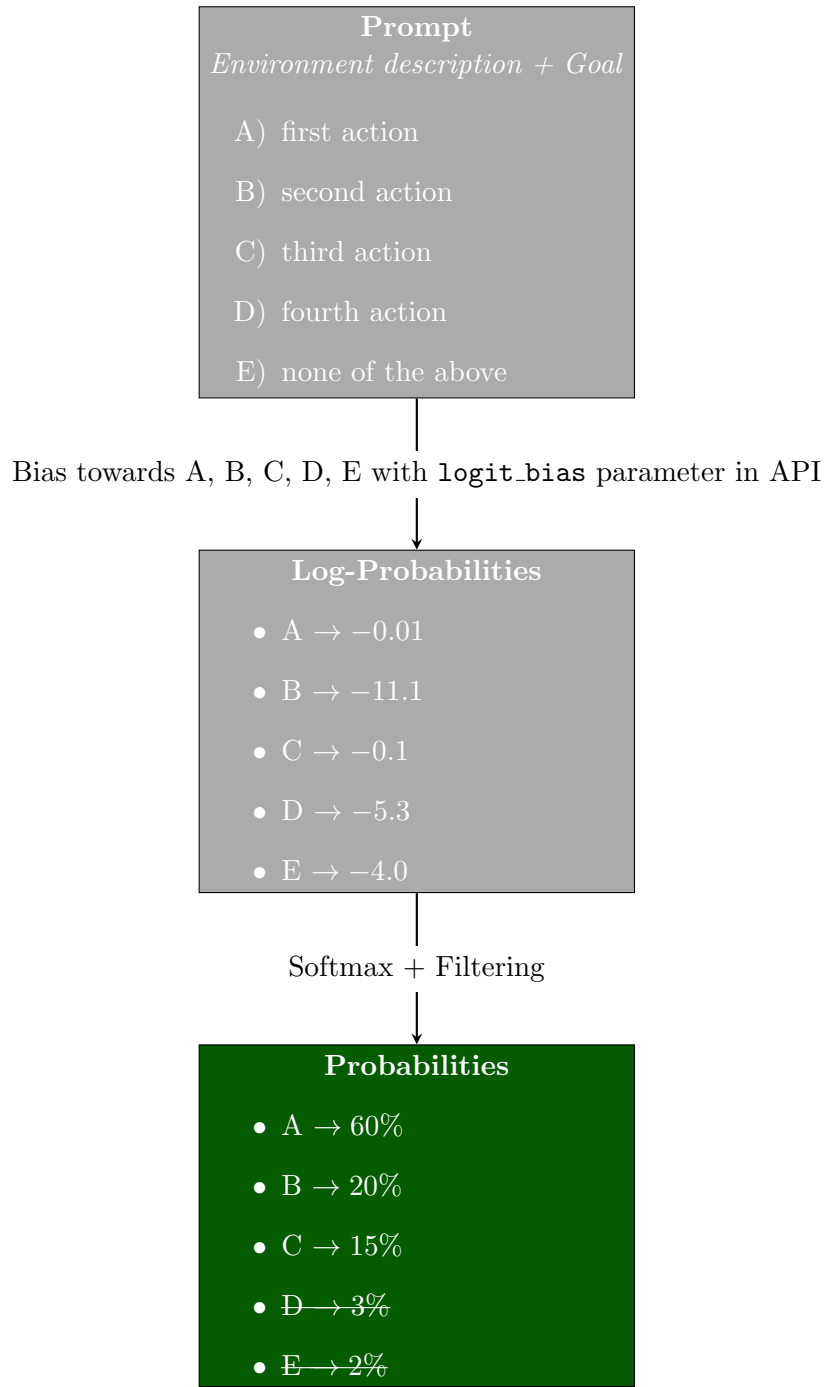 Prompt
Environment description + Goal
A) first action
B) second action
C) third action
D) fourth action
E) none of the above
Bias towards A, B, C, D, E with logit_bias parameter in API
Log-Probabilities
• A → −0.01
• B → −11.1
• C → −0.1
• D → −5.3
• E → −4.0
Softmax + Filtering
Probabilities
• A → 60%
• B → 20%
• C → 15%
• D → 3%
• E → 2%